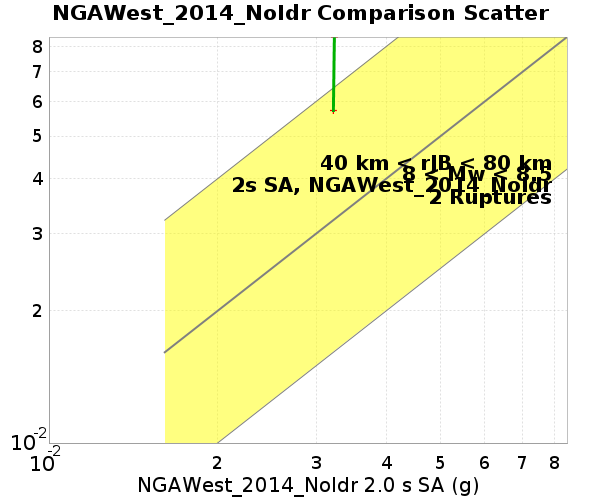 NGAWest_2014_NoIdr Comparison Scatter
8
7
6
5
4
3
2
10-2
40 km < rJB < 80 km
8 < Mw < 8.5
2s SA, NGAWest_2014_NoIdr
2 Ruptures
10-2 2 3 4 5 6 7 8
NGAWest_2014_NoIdr 2.0 s SA (g)